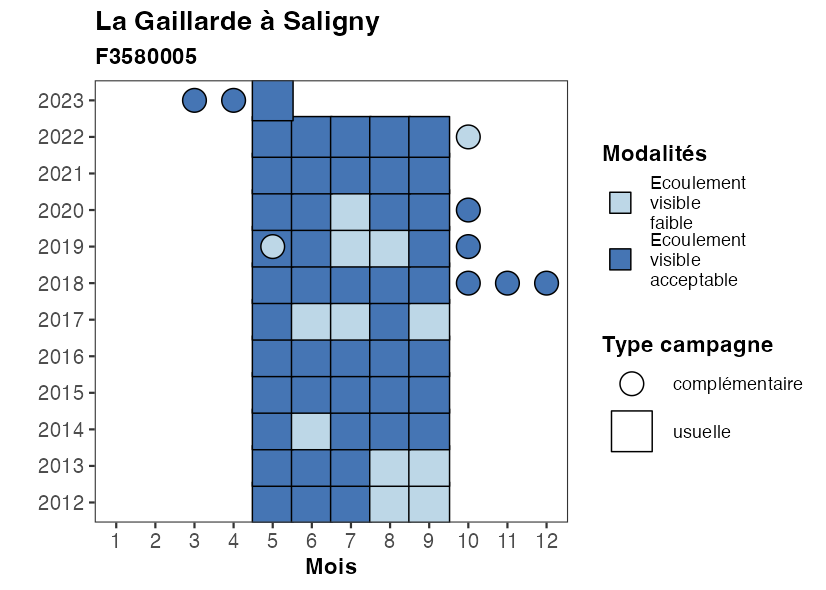 La Gaillarde à Saligny
F3580005
2023
2022
2021
2020
2019
2018
2017
2016
2015
2014
2013
2012
1 2 3 4 5 6 7 8 9 10 11 12
Mois
Modalités
Ecoulement
visible
faible
Ecoulement
visible
acceptable
Type campagne
complémentaire
usuelle